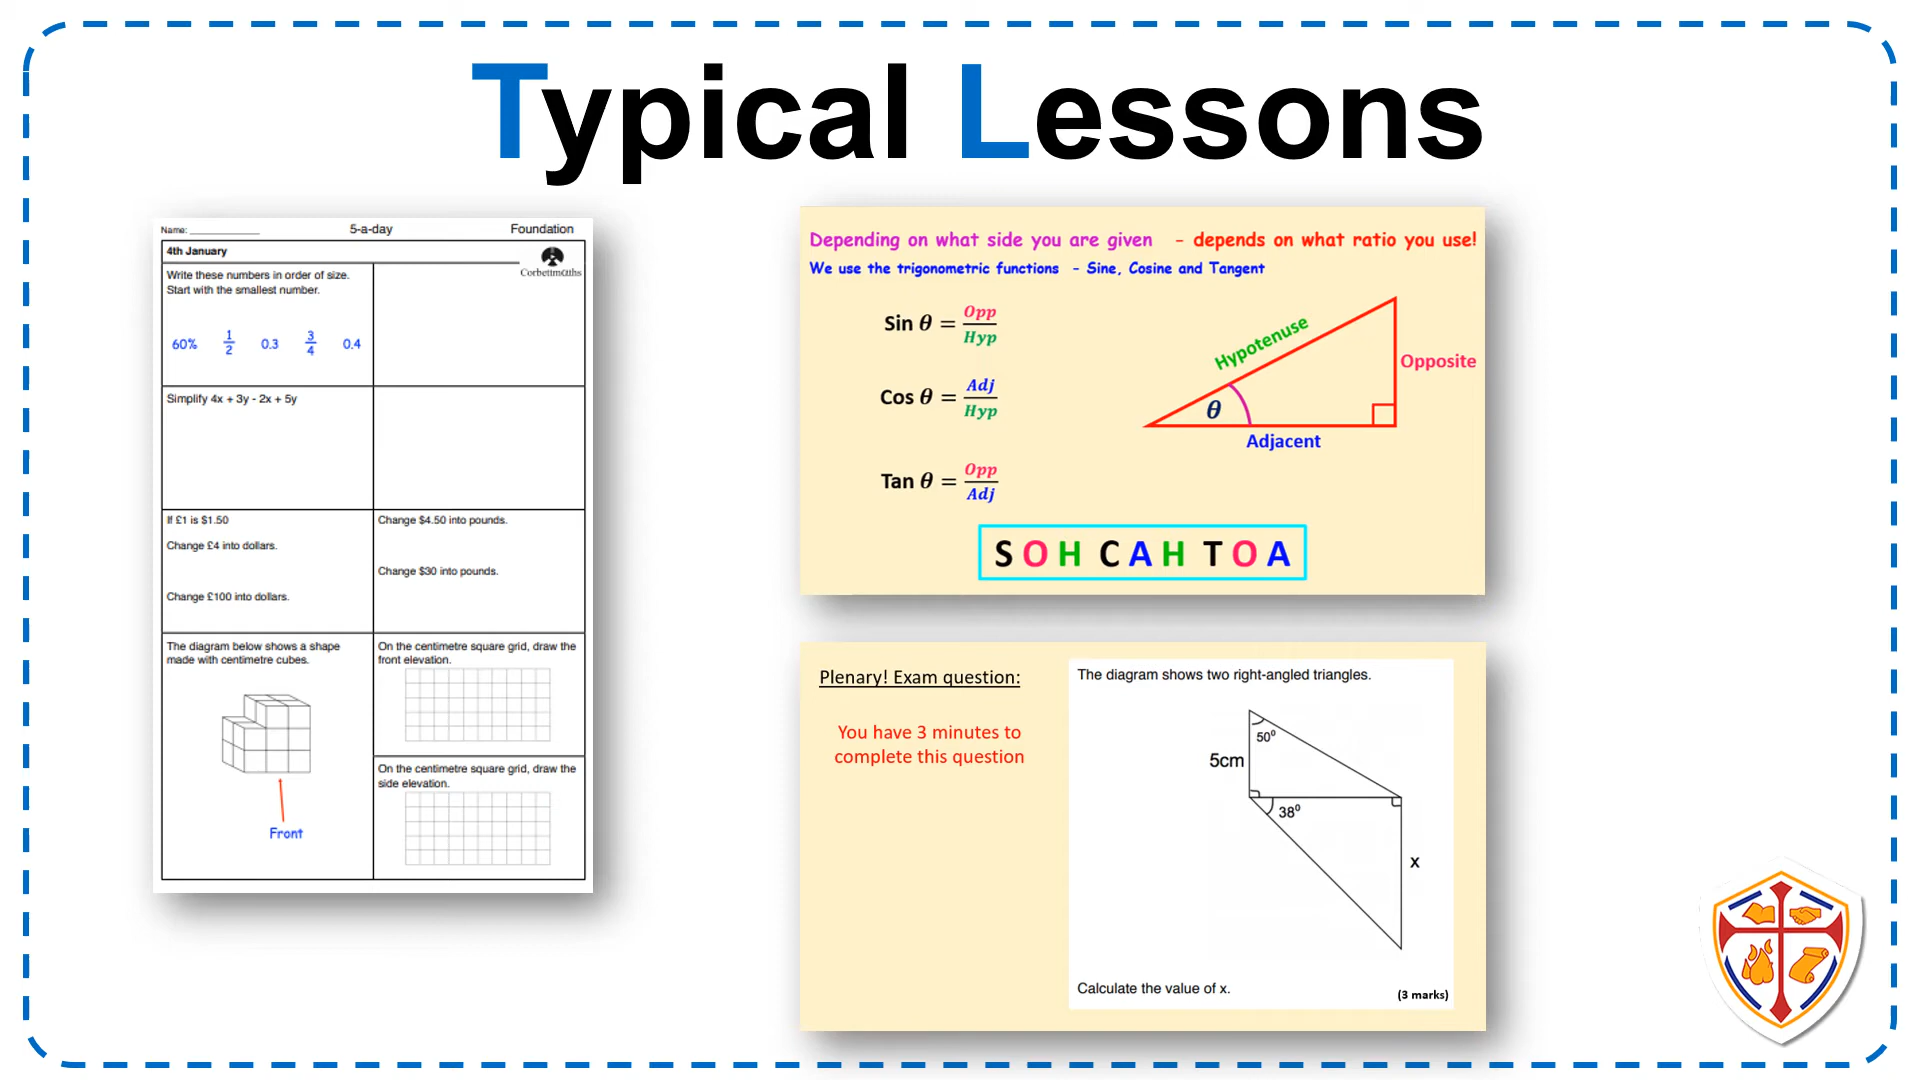 Typical Lessons
Name: ____________ 5-a-day Foundation
4th January
Corbettmαths
Write these numbers in order of size.
Start with the smallest number.
60% 1/2 0.3 3/4 0.4
Simplify 4x + 3y - 2x + 5y
If £1 is $1.50
Change £4 into dollars.
Change £100 into dollars.
Change $4.50 into pounds.
Change $30 into pounds.
The diagram below shows a shape
made with centimetre cubes.
Front
On the centimetre square grid, draw the
front elevation.
On the centimetre square grid, draw the
side elevation.
Depending on what side you are given - depends on what ratio you use!
We use the trigonometric functions - Sine, Cosine and Tangent
Sin θ = Opp/Hyp
Cos θ = Adj/Hyp
Tan θ = Opp/Adj
Hypotenuse
Opposite
θ
Adjacent
SOH CAH TOA
Plenary! Exam question:
You have 3 minutes to
complete this question
The diagram shows two right-angled triangles.
50⁰
5cm
38⁰
x
Calculate the value of x.
(3 marks)